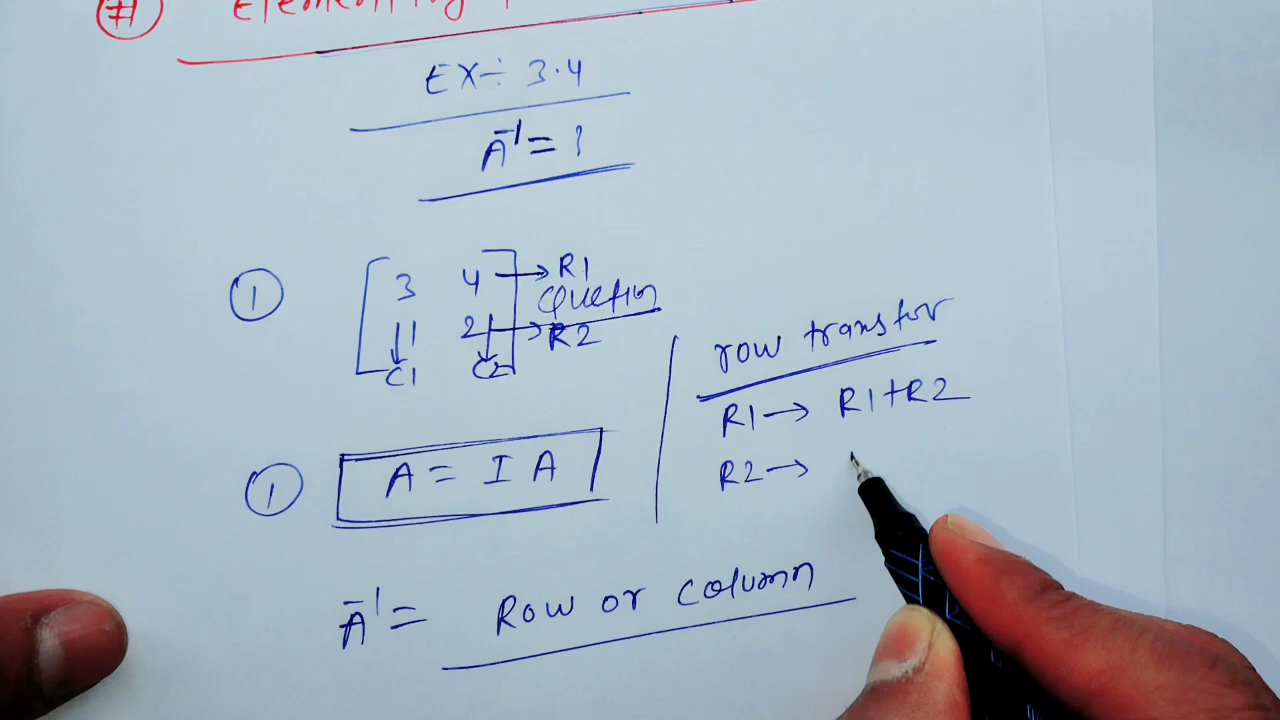 #
EX÷ 3.4
A⁻¹ = ?
1 [ 3 4 ] → R1
Question
1 2 → R2
C1 C2
row transfor
R1 → R1+R2
1 A = I A
R2 →
A⁻¹ = Row or column